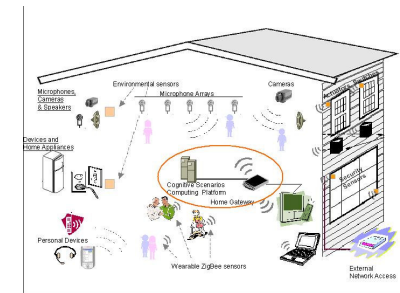 Environmental sensors
Microphones,
Cameras
& Speakers
Microphone Arrays
Cameras
Devices and
Home Appliances
Security
Sensors
Cognitive Scenarios
Computing Platform
Home Gateway
Personal Devices
Wearable ZigBee sensors
External
Network Access